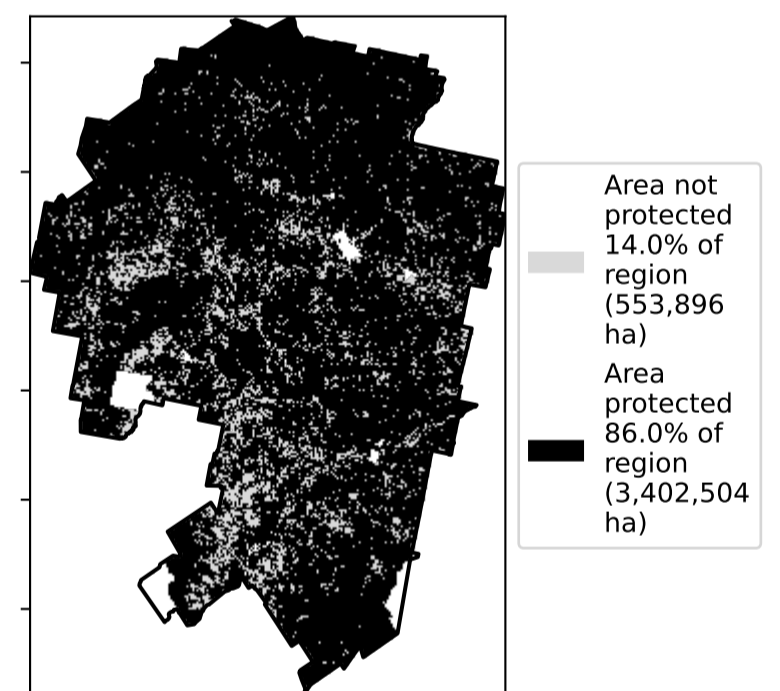 Area not
protected
14.0% of
region
(553,896
ha)
Area
protected
86.0% of
region
(3,402,504
ha)